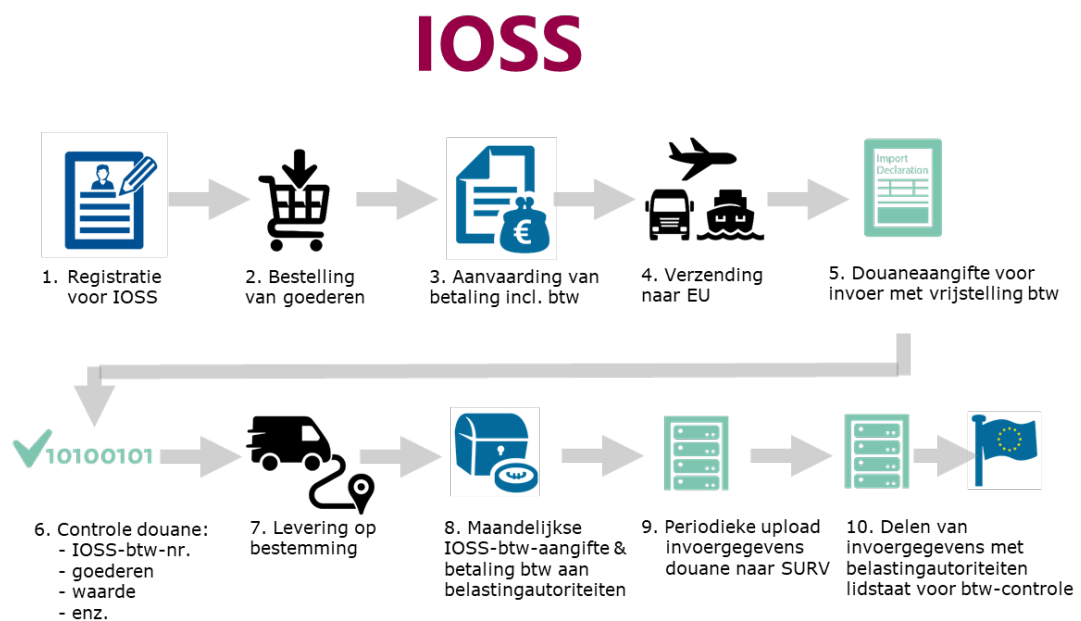 IOSS
1. Registratie
voor IOSS
2. Bestelling
van goederen
3. Aanvaarding van
betaling incl. btw
4. Verzending
naar EU
Import
Declaration
5. Douaneaangifte voor
invoer met vrijstelling btw
10100101
6. Controle douane:
- IOSS-btw-nr.
- goederen
- waarde
- enz.
7. Levering op
bestemming
8. Maandelijkse
IOSS-btw-aangifte &
betaling btw aan
belastingautoriteiten
9. Periodieke upload
invoergegevens
douane naar SURV
10. Delen van
invoergegevens met
belastingautoriteiten
lidstaat voor btw-controle